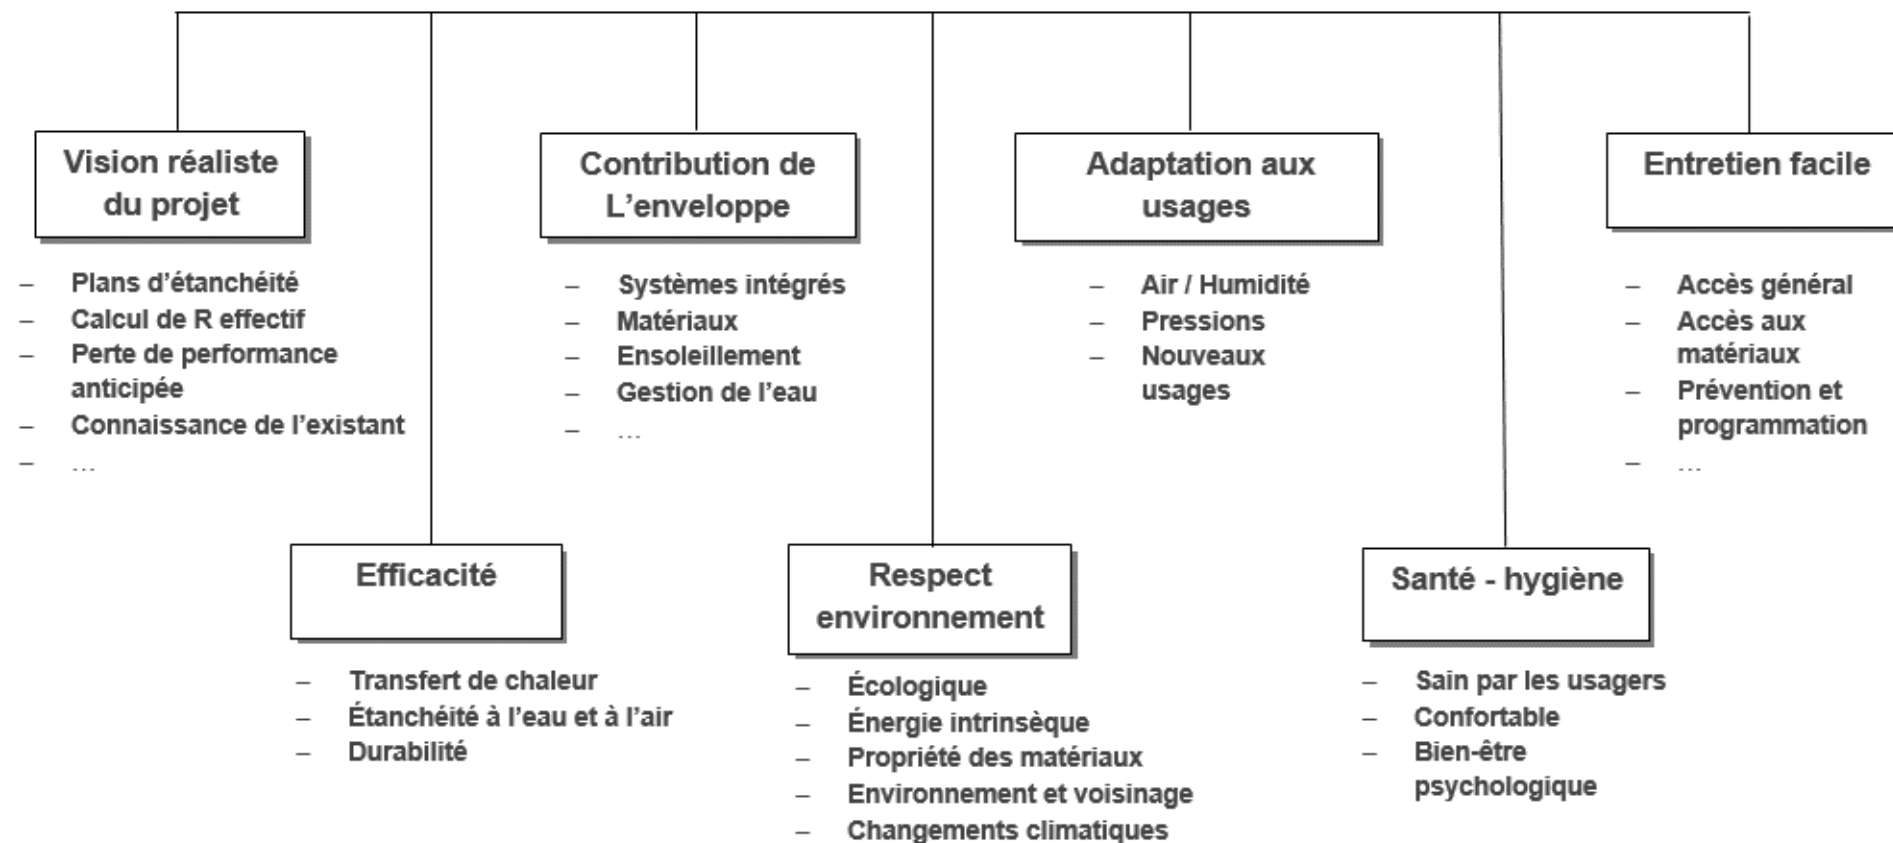 Vision réaliste
du projet
– Plans d'étanchéité
– Calcul de R effectif
– Perte de performance
anticipée
– Connaissance de l'existant
– ...
Contribution de
L'enveloppe
– Systèmes intégrés
– Matériaux
– Ensoleillement
– Gestion de l'eau
– ...
Adaptation aux
usages
– Air / Humidité
– Pressions
– Nouveaux
usages
Entretien facile
– Accès général
– Accès aux
matériaux
– Prévention et
programmation
– ...
Efficacité
– Transfert de chaleur
– Étanchéité à l'eau et à l'air
– Durabilité
Respect
environnement
– Écologique
– Énergie intrinsèque
– Propriété des matériaux
– Environnement et voisinage
– Changements climatiques
Santé - hygiène
– Sain par les usagers
– Confortable
– Bien-être
psychologique